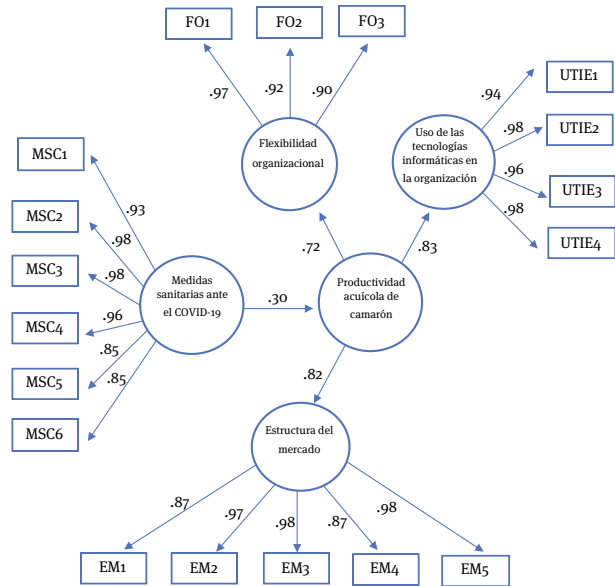 FO1
FO2
FO3
.97
.92
.90
UTIE1
UTIE2
UTIE3
UTIE4
.94
.98
.96
.98
Flexibilidad
organizacional
Uso de las
tecnologías
informáticas en
la organización
MSC1
MSC2
MSC3
MSC4
MSC5
MSC6
.93
.98
.98
.96
.85
.85
.72
.83
Medidas
sanitarias ante
el COVID-19
.30
Productividad
acuícola de
camarón
.82
Estructura del
mercado
.87
.97
.98
.87
.98
EM1
EM2
EM3
EM4
EM5